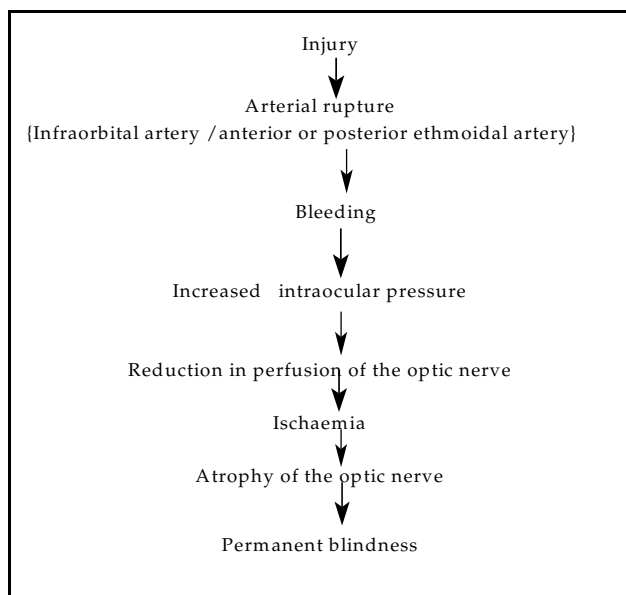 Injury
Arterial rupture
{Infraorbital artery /anterior or posterior ethmoidal artery}
Bleeding
Increased intraocular pressure
Reduction in perfusion of the optic nerve
Ischaemia
Atrophy of the optic nerve
Permanent blindness